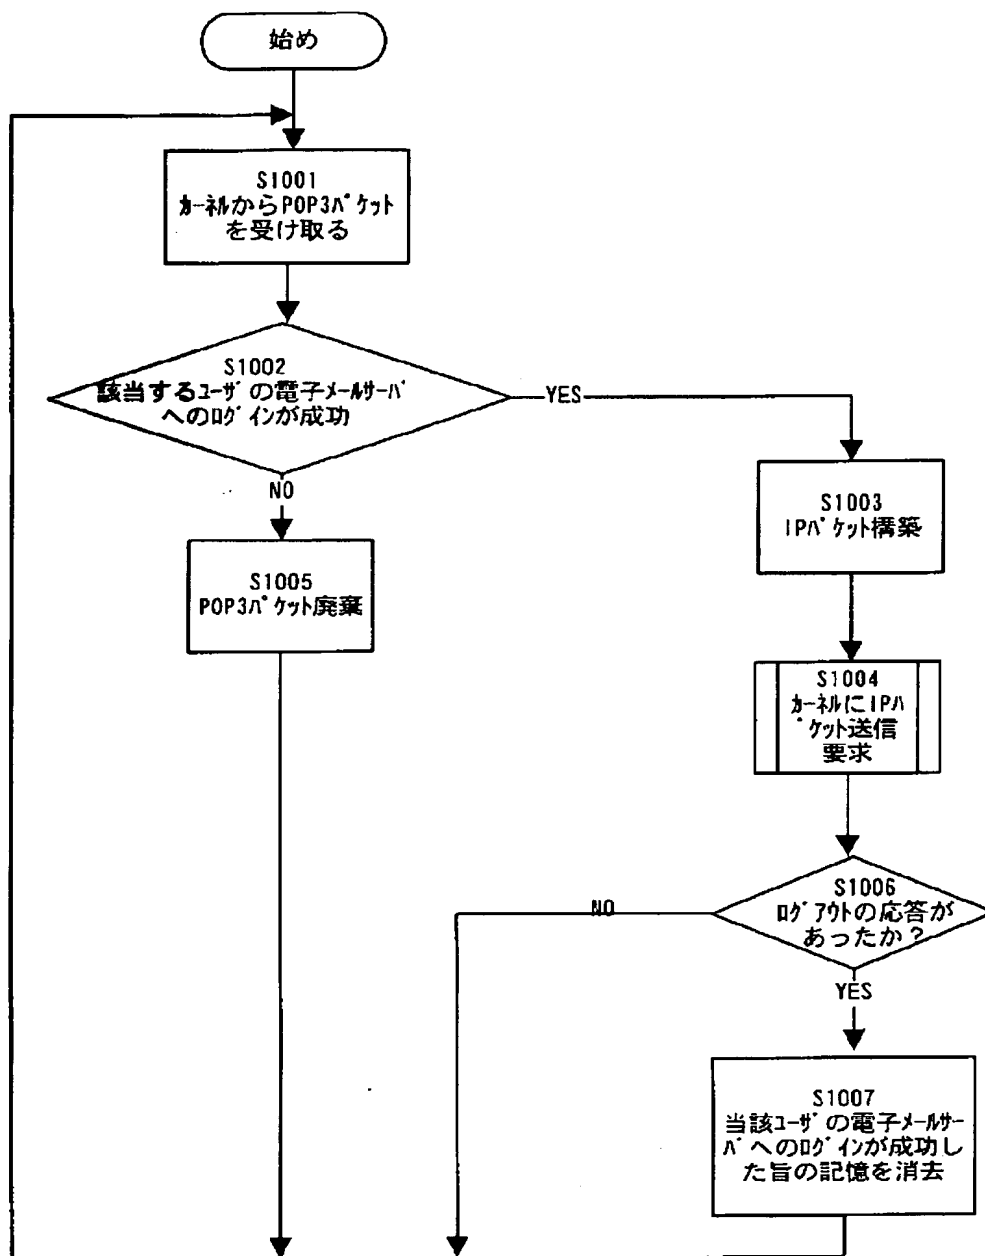 始め
S1001
ｶｰﾈﾙからPOP3ﾊﾟｹｯﾄ
を受け取る
S1002
該当するﾕｰｻﾞの電子ﾒｰﾙｻｰﾊﾞ
へのﾛｸﾞｲﾝが成功
YES
NO
S1003
IPﾊﾟｹｯﾄ構築
S1005
POP3ﾊﾟｹｯﾄ廃棄
S1004
ｶｰﾈﾙにIPﾊ
ﾟｹｯﾄ送信
要求
S1006
ﾛｸﾞｱｳﾄの応答が
あったか？
NO
YES
S1007
当該ﾕｰｻﾞの電子ﾒｰﾙｻｰ
ﾊﾞへのﾛｸﾞｲﾝが成功し
た旨の記憶を消去